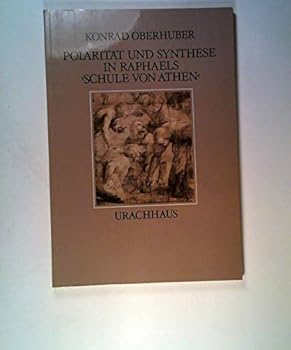 KONRAD OBERHUBER
POLARITÄT UND SYNTHESE
IN RAPHAELS
›SCHULE VON ATHEN‹
URACHHAUS